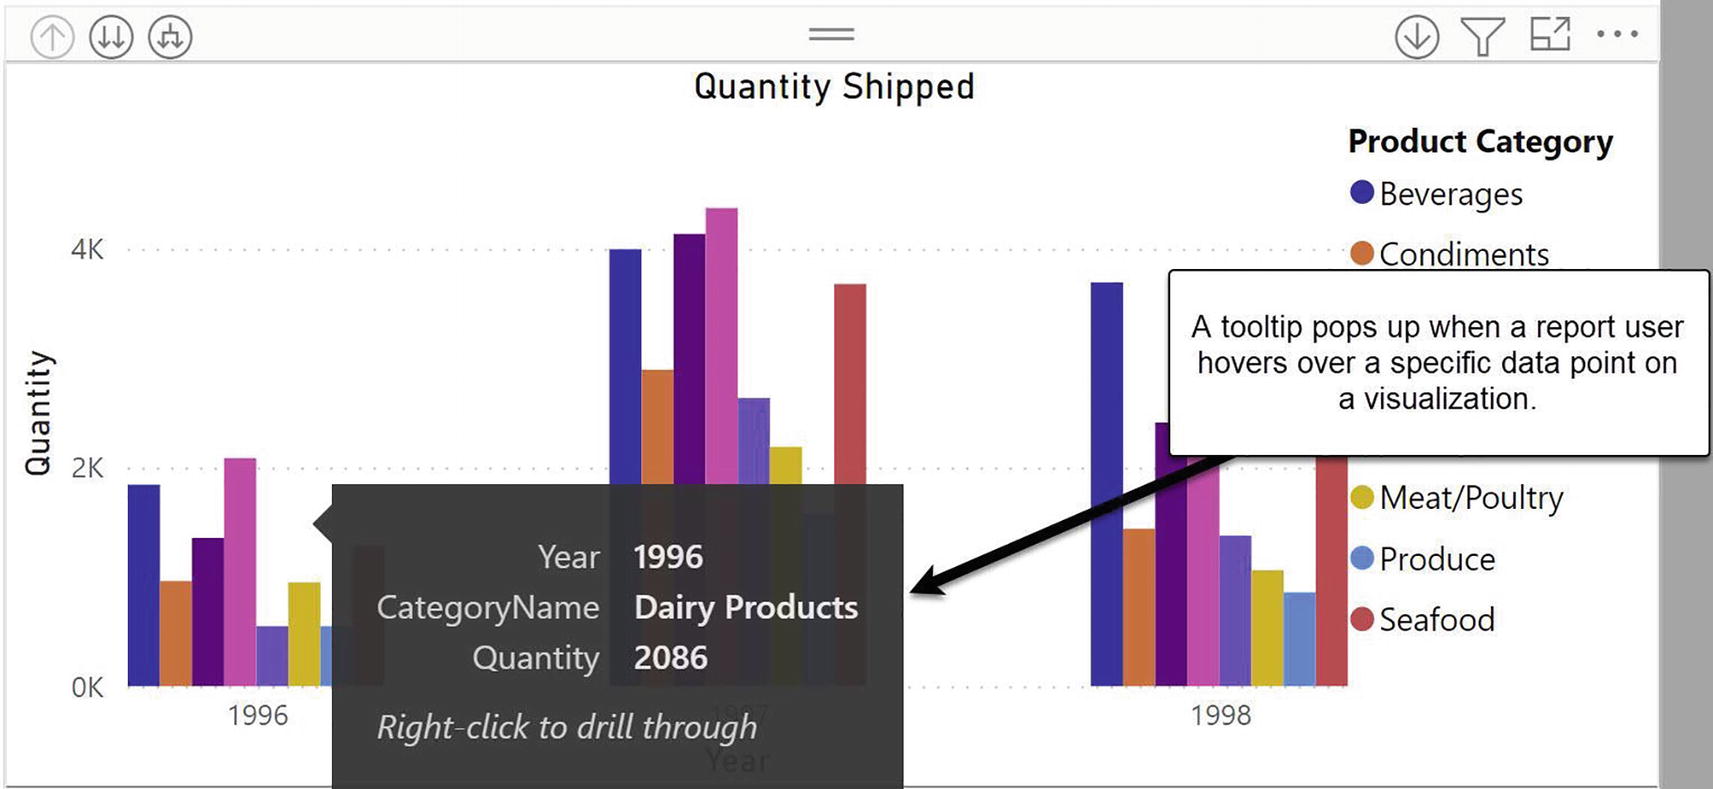 Quantity Shipped
Product Category
Beverages
Condiments
A tooltip pops up when a report user
hovers over a specific data point on
a visualization.
Meat/Poultry
Produce
Seafood
Quantity
4K
2K
0K
Year 1996
CategoryName Dairy Products
Quantity 2086
Right-click to drill through
1996
1997
1998
Year